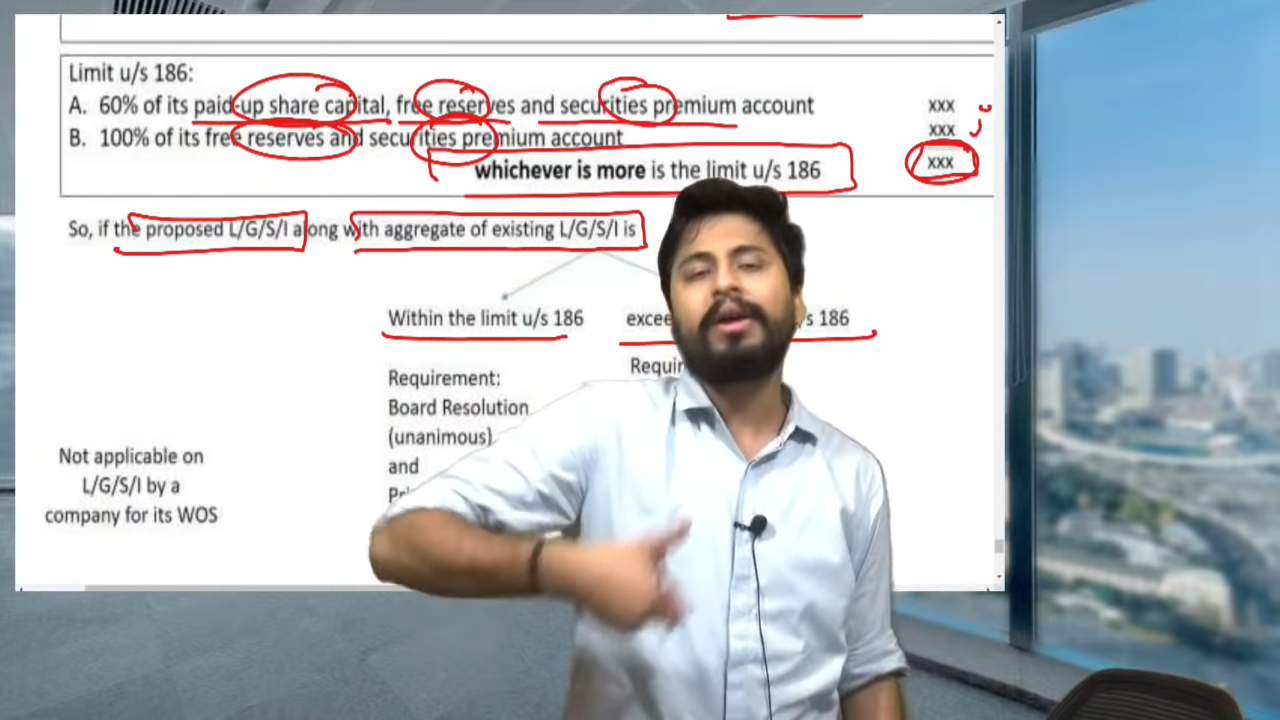 Limit u/s 186:
A. 60% of its paid-up share capital, free reserves and securities premium account xxx
B. 100% of its free reserves and securities premium account xxx
whichever is more is the limit u/s 186 xxx
So, if the proposed L/G/S/I along with aggregate of existing L/G/S/I is
Within the limit u/s 186
186
Requirement:
Board Resolution
(unanimous)
and
Not applicable on
L/G/S/I by a
company for its WOS